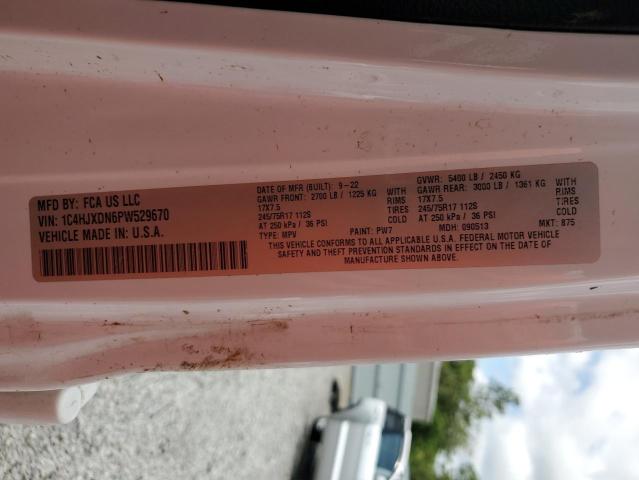 MFD BY: FCA US LLC
VIN: 1C4HJXDN6PW529670
VEHICLE MADE IN: U.S.A.
DATE OF MFR (BUILT): 9-22
GVWR: 5400 LB / 2450 KG
GAWR FRONT: 2700 LB / 1225 KG WITH
17X7.5 RIMS
245/75R17 112S TIRES
AT 250 kPa / 36 PSI COLD
GAWR REAR: 3000 LB / 1361 KG WITH
17X7.5 RIMS
245/75R17 112S TIRES
AT 250 kPa / 36 PSI COLD
TYPE: MPV PAINT: PW7 MDH: 090513 MKT: 875
THIS VEHICLE CONFORMS TO ALL APPLICABLE U.S.A. FEDERAL MOTOR VEHICLE
SAFETY AND THEFT PREVENTION STANDARDS IN EFFECT ON THE DATE OF
MANUFACTURE SHOWN ABOVE.